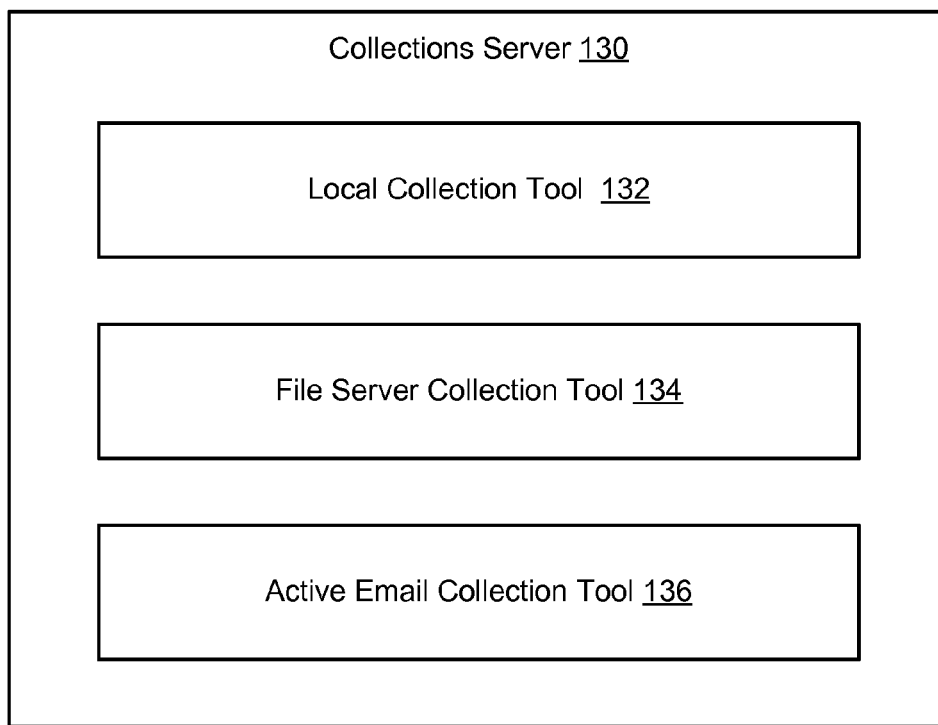 Collections Server 130
Local Collection Tool 132
File Server Collection Tool 134
Active Email Collection Tool 136